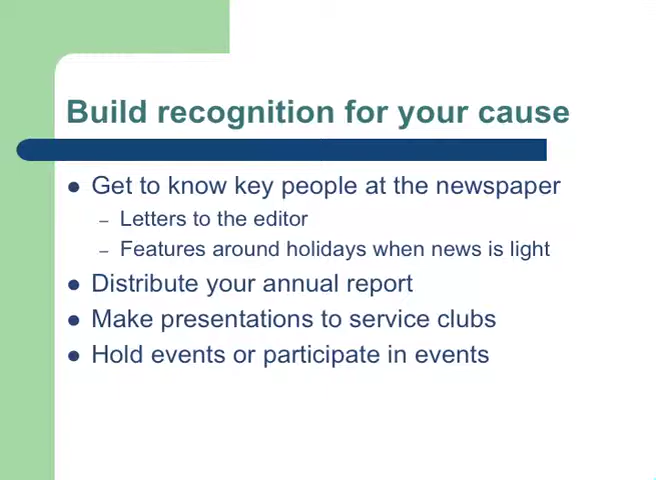 Build recognition for your cause
● Get to know key people at the newspaper
– Letters to the editor
– Features around holidays when news is light
● Distribute your annual report
● Make presentations to service clubs
● Hold events or participate in events